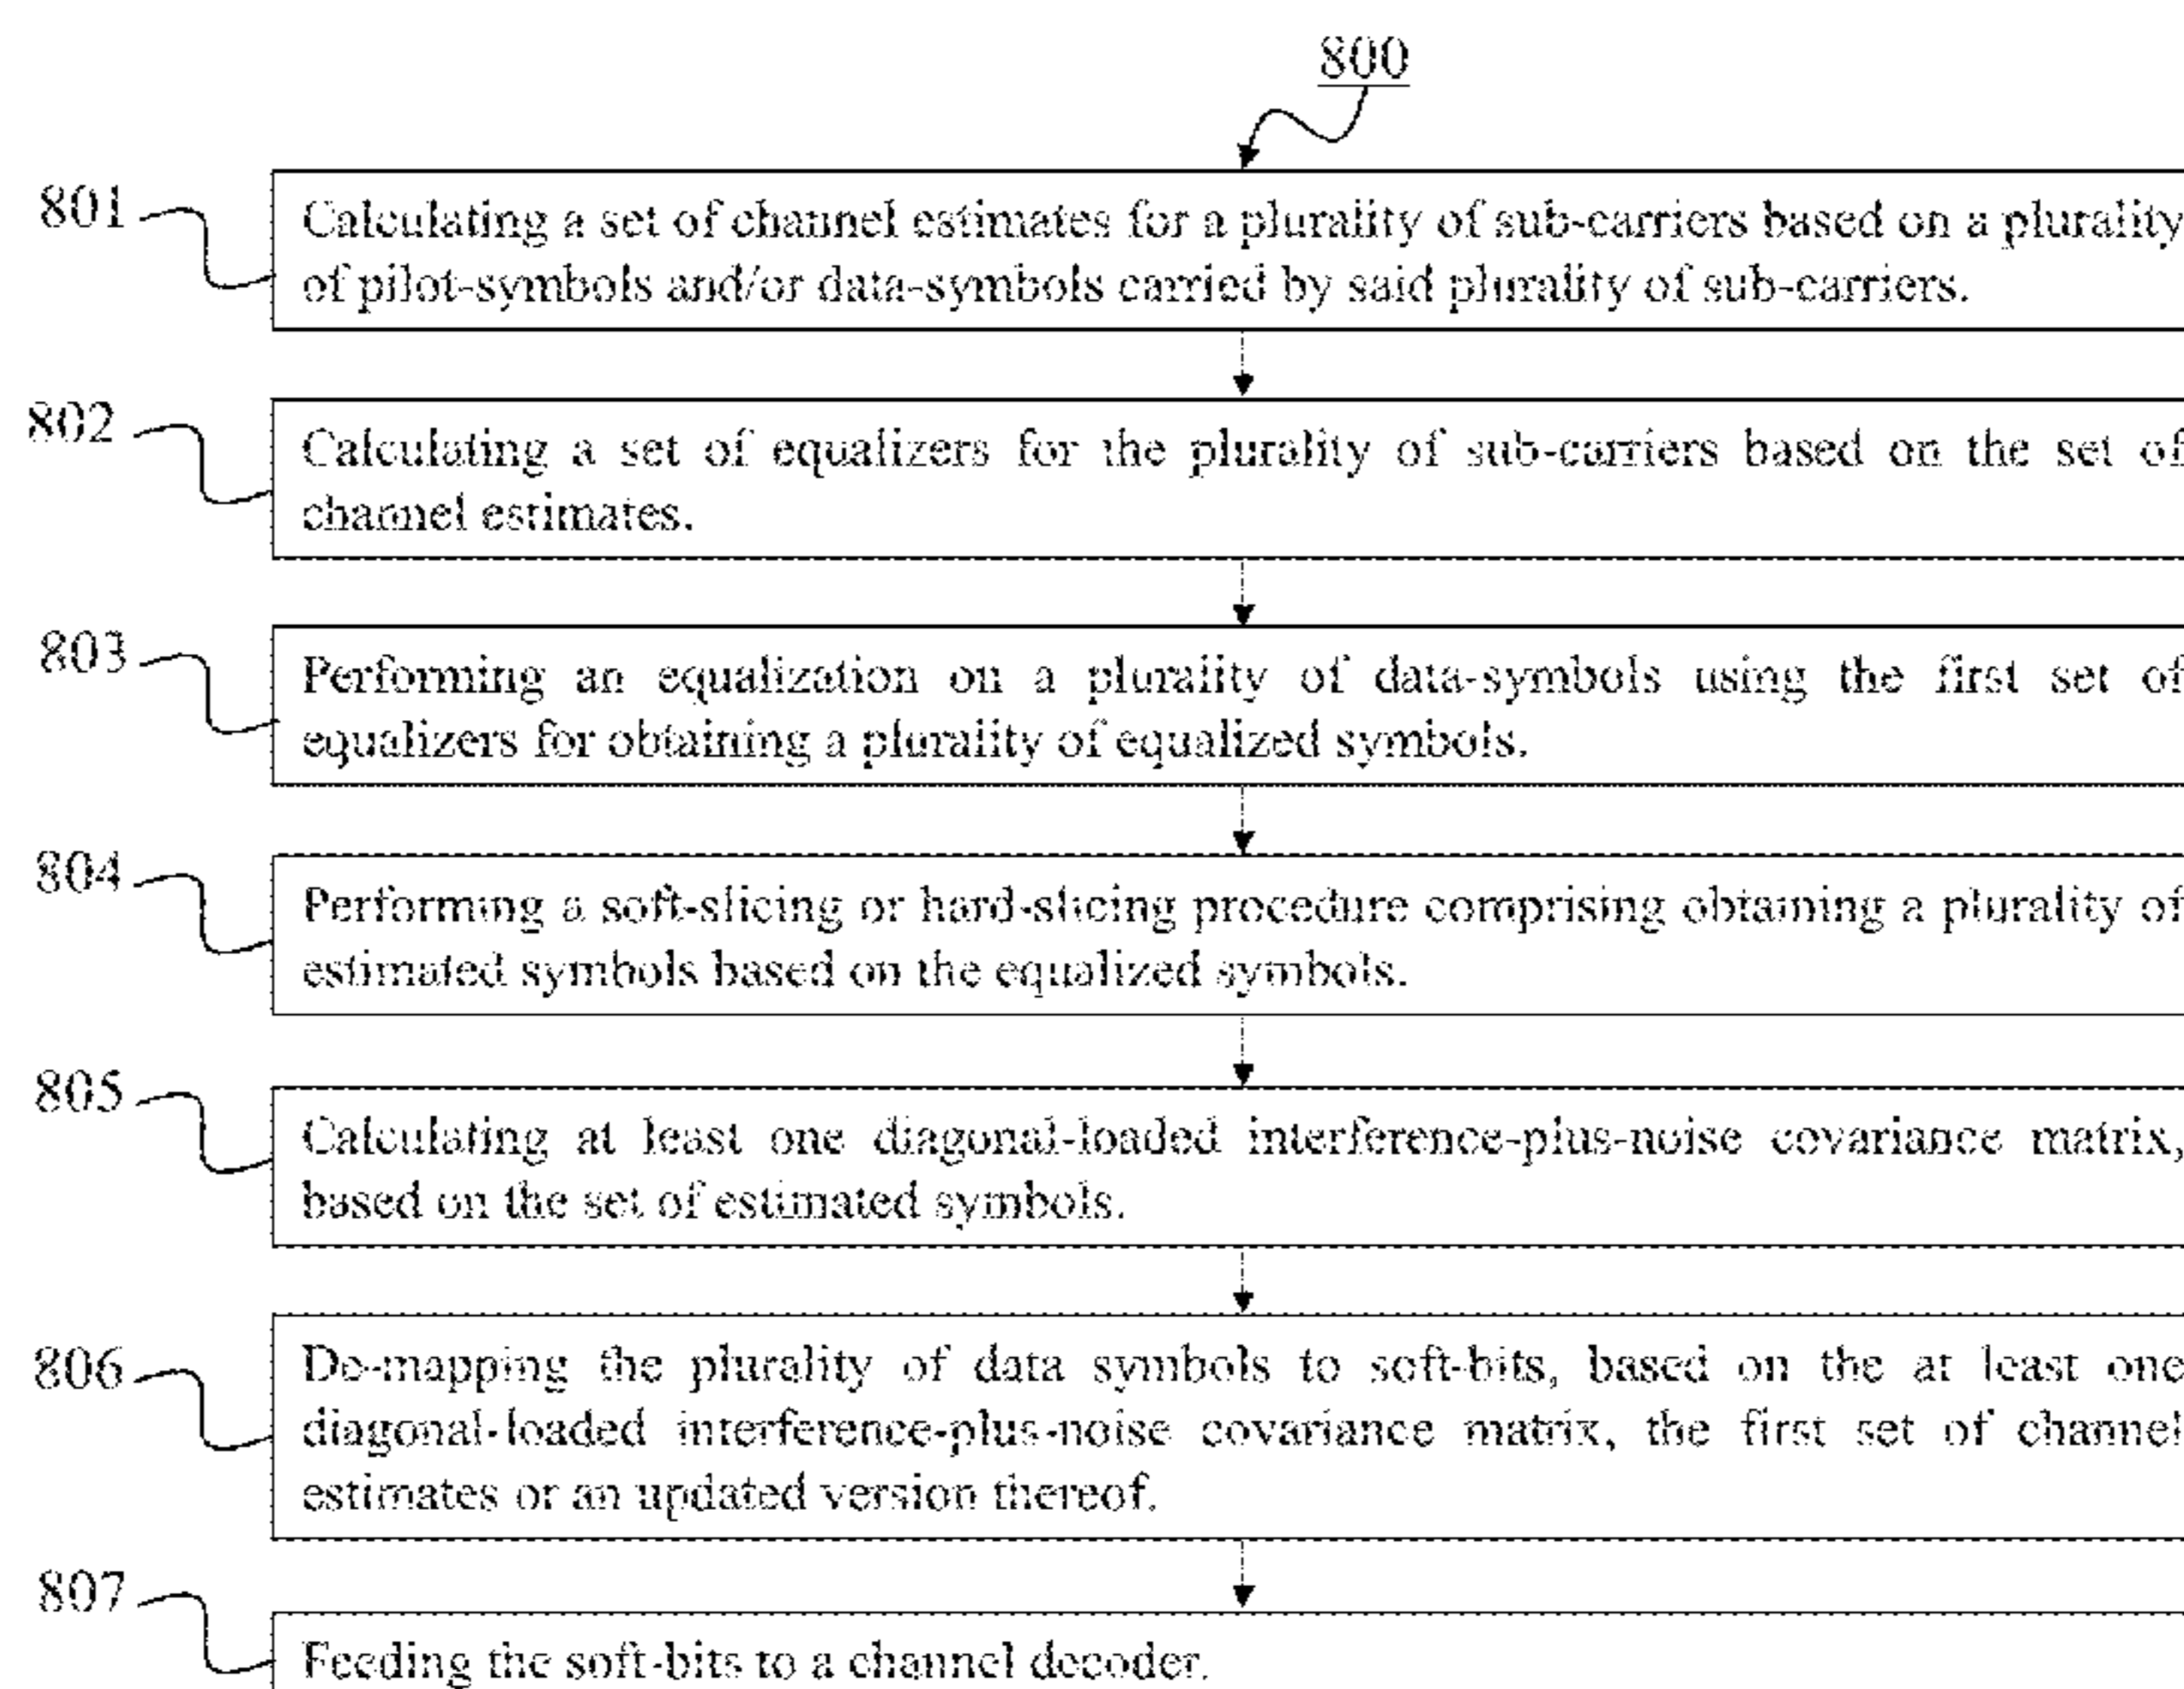 800
801
Calculating a set of channel estimates for a plurality of sub-carriers based on a plurality
of pilot-symbols and/or data-symbols carried by said plurality of sub-carriers.
802
Calculating a set of equalizers for the plurality of sub-carriers based on the set of
channel estimates.
803
Performing an equalization on a plurality of data-symbols using the first set of
equalizers for obtaining a plurality of equalized symbols.
804
Performing a soft-slicing or hard-slicing procedure comprising obtaining a plurality of
estimated symbols based on the equalized symbols.
805
Calculating at least one diagonal-loaded interference-plus-noise covariance matrix,
based on the set of estimated symbols.
806
De-mapping the plurality of data symbols to soft-bits, based on the at least one
diagonal-loaded interference-plus-noise covariance matrix, the first set of channel
estimates or an updated version thereof.
807
Feeding the soft-bits to a channel decoder.